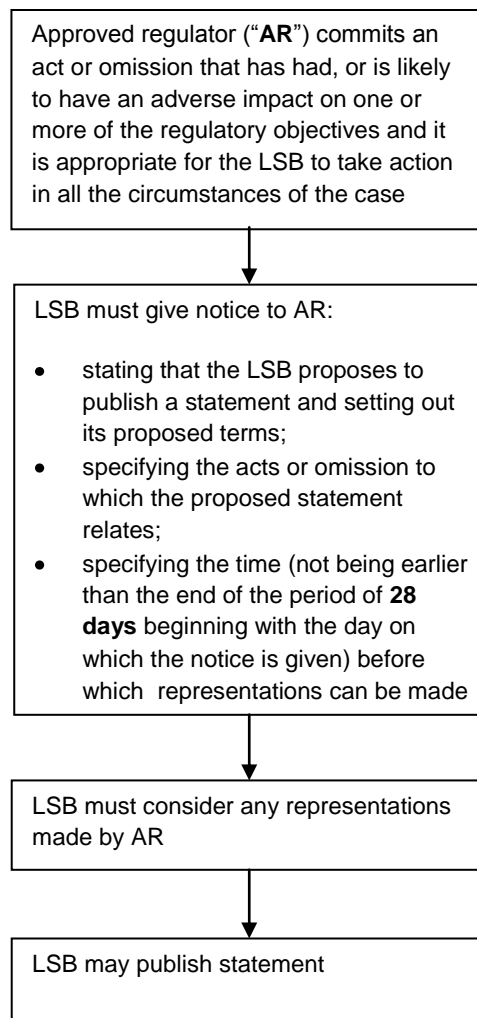 Approved regulator (“AR”) commits an
act or omission that has had, or is likely
to have an adverse impact on one or
more of the regulatory objectives and it
is appropriate for the LSB to take action
in all the circumstances of the case
LSB must give notice to AR:
• stating that the LSB proposes to
publish a statement and setting out
its proposed terms;
• specifying the acts or omission to
which the proposed statement
relates;
• specifying the time (not being earlier
than the end of the period of 28
days beginning with the day on
which the notice is given) before
which representations can be made
LSB must consider any representations
made by AR
LSB may publish statement